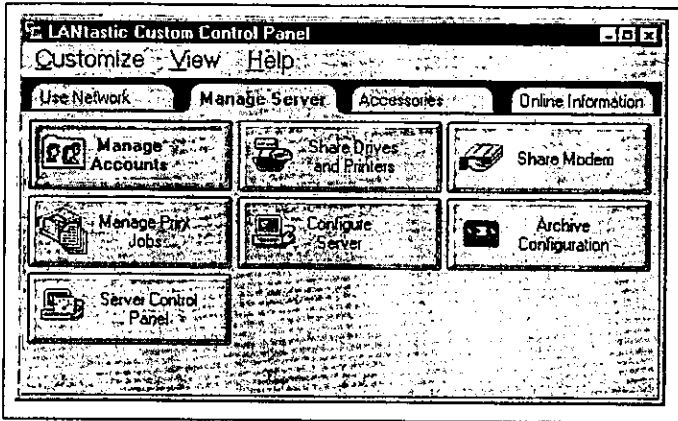 LANtastic Custom Control Panel
Customize View Help
Use Network Manage Server Accessories Online Information
Manage Accounts
Share Drives and Printers
Share Modem
Manage Print Jobs
Configure Server
Archive Configuration
Server Control Panel